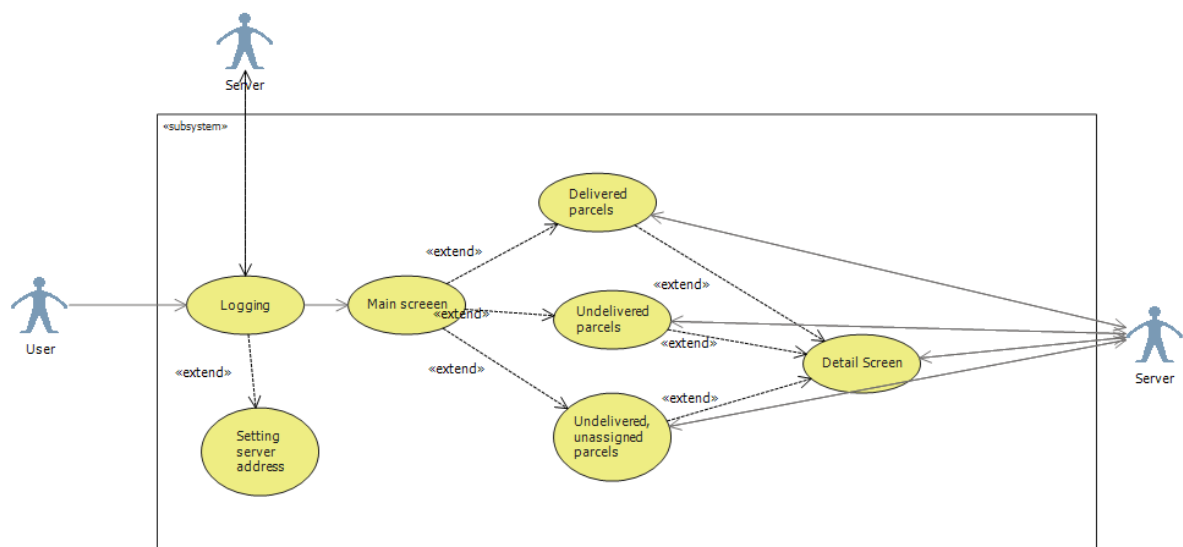 Server
«subsystem»
Delivered
parcels
«extend»
«extend»
Logging
Main screeen
«extend»
Undelivered
parcels
«extend»
User
Server
Detail Screen
«extend»
«extend»
«extend»
Setting
server
address
Undelivered,
unassigned
parcels